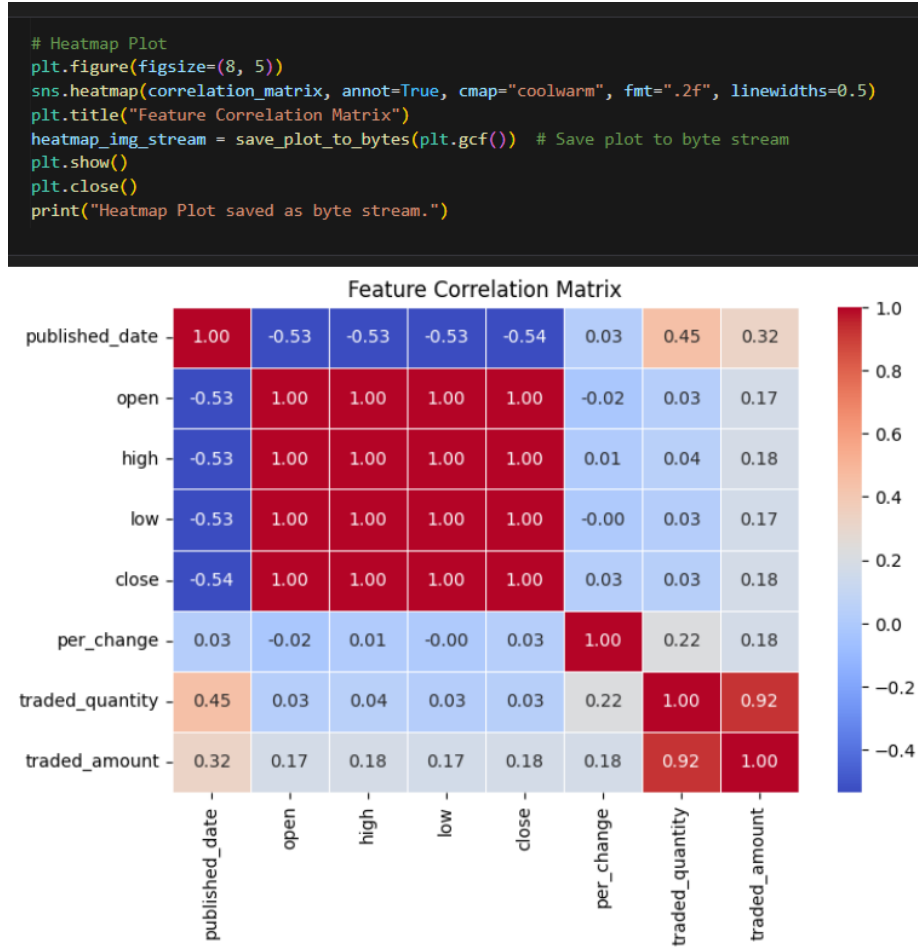 # Heatmap Plot
plt.figure(figsize=(8, 5))
sns.heatmap(correlation_matrix, annot=True, cmap="coolwarm", fmt=".2f", linewidths=0.5)
plt.title("Feature Correlation Matrix")
heatmap_img_stream = save_plot_to_bytes(plt.gcf())  # Save plot to byte stream
plt.show()
plt.close()
print("Heatmap Plot saved as byte stream.")
Feature Correlation Matrix
published_date 1.00 -0.53 -0.53 -0.53 -0.54 0.03 0.45 0.32
open -0.53 1.00 1.00 1.00 1.00 -0.02 0.03 0.17
high -0.53 1.00 1.00 1.00 1.00 0.01 0.04 0.18
low -0.53 1.00 1.00 1.00 1.00 -0.00 0.03 0.17
close -0.54 1.00 1.00 1.00 1.00 0.03 0.03 0.18
per_change 0.03 -0.02 0.01 -0.00 0.03 1.00 0.22 0.18
traded_quantity 0.45 0.03 0.04 0.03 0.03 0.22 1.00 0.92
traded_amount 0.32 0.17 0.18 0.17 0.18 0.18 0.92 1.00
published_date open high low close per_change traded_quantity traded_amount
1.0
0.8
0.6
0.4
0.2
0.0
−0.2
−0.4